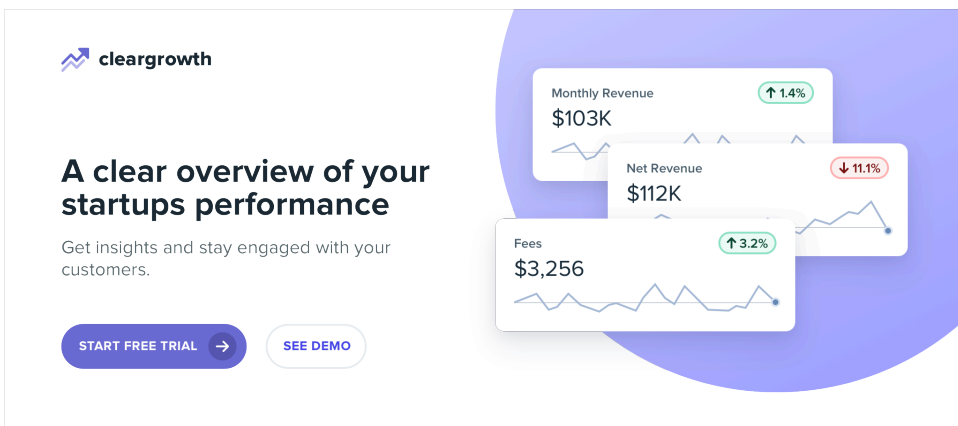 cleargrowth
A clear overview of your
startups performance
Get insights and stay engaged with your
customers.
START FREE TRIAL
SEE DEMO
Monthly Revenue
1.4%
$103K
Net Revenue
11.1%
$112K
Fees
3.2%
$3,256